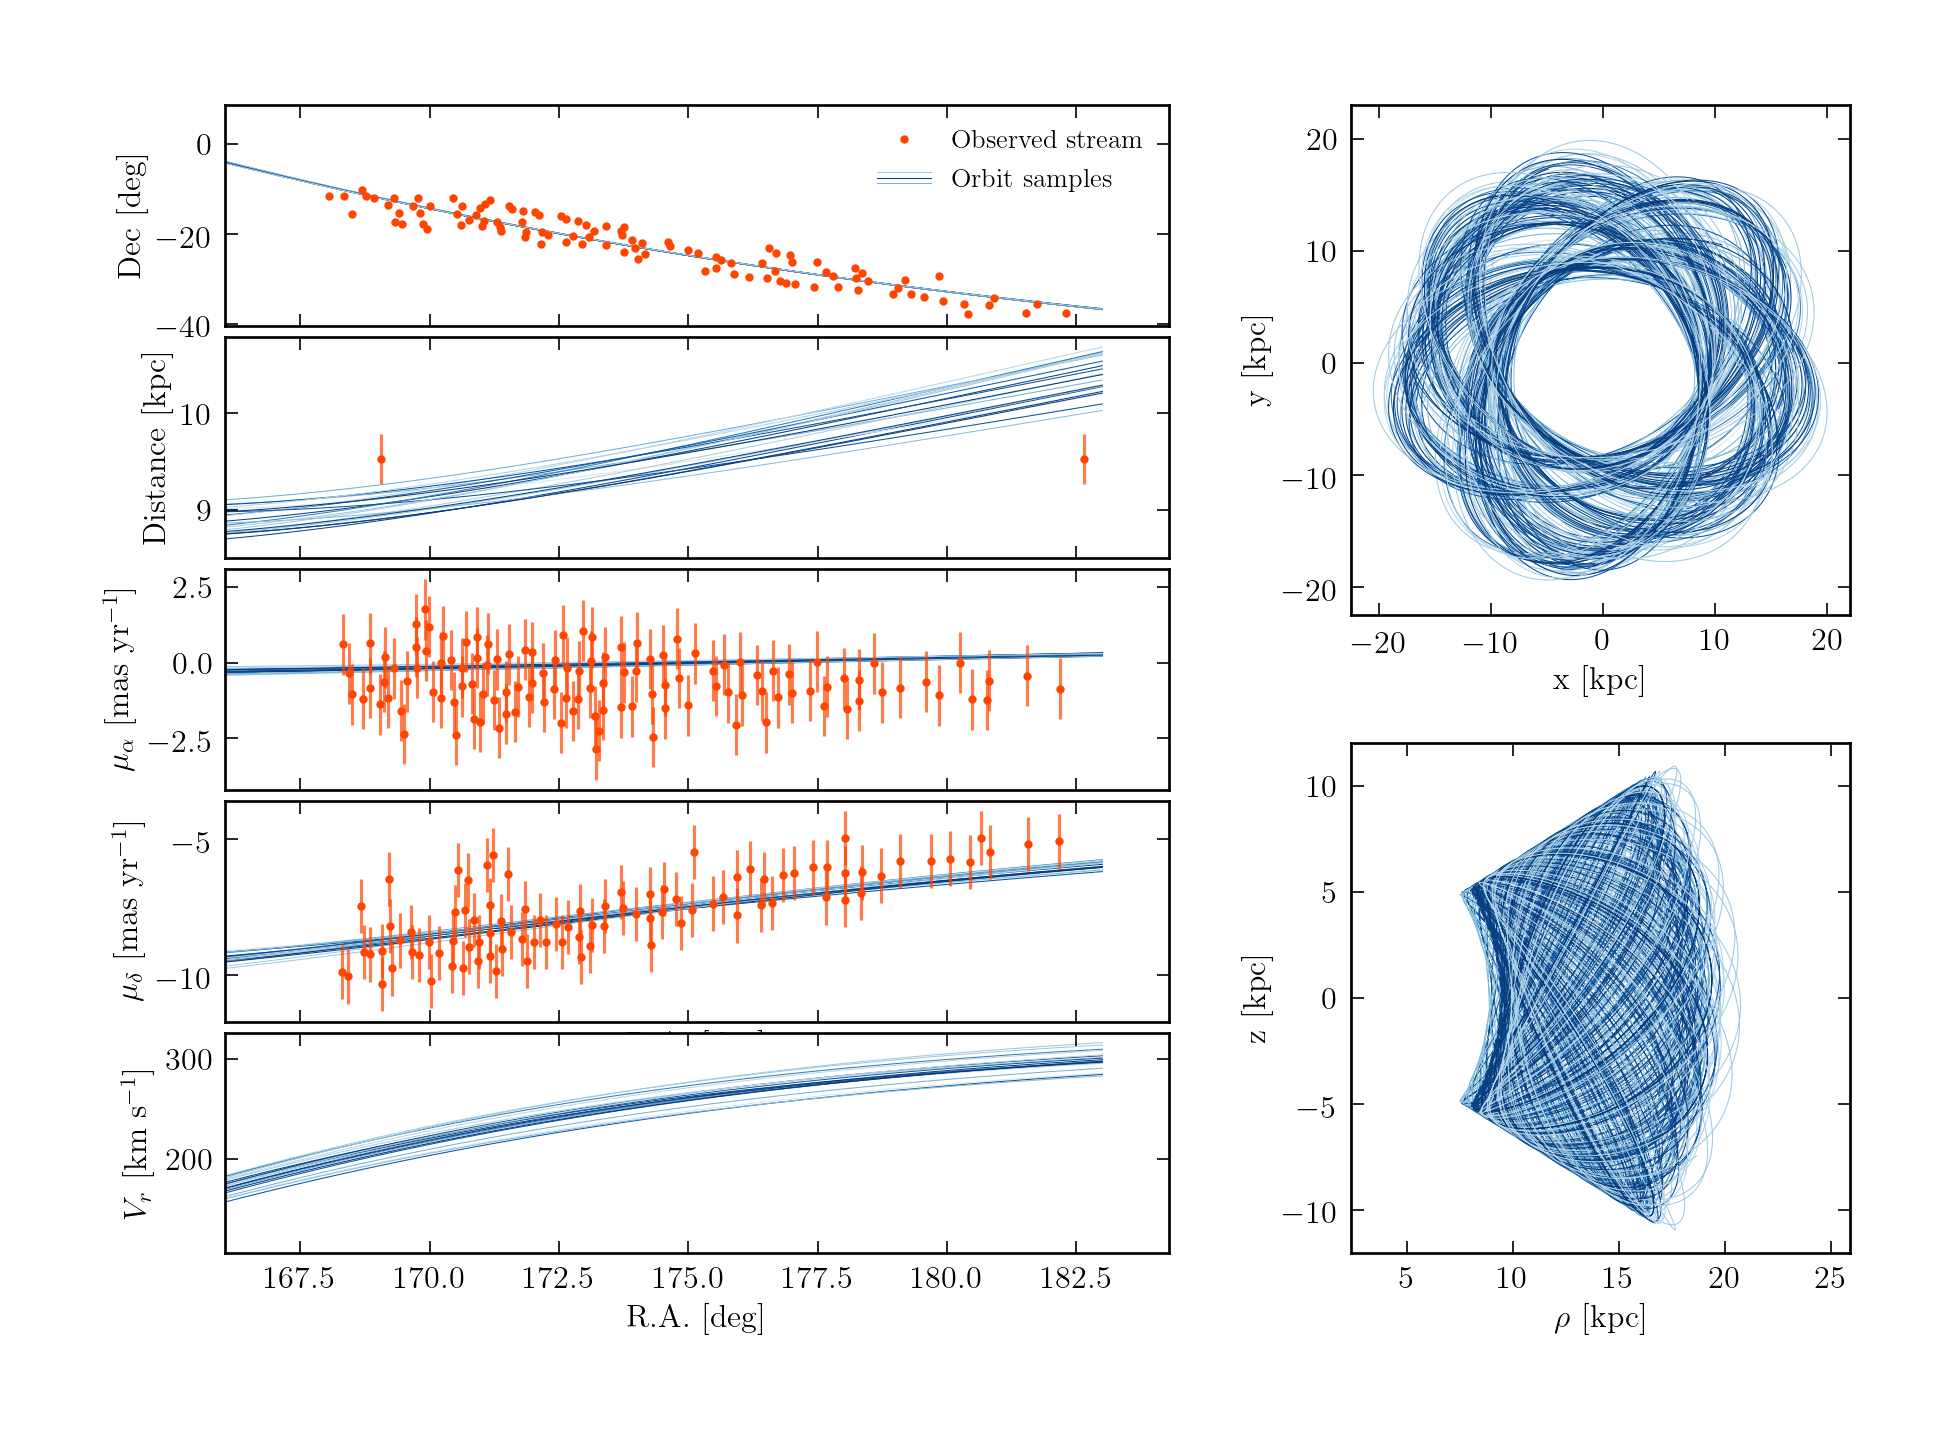 0
−20
−40
Dec [deg]
Observed stream
Orbit samples
10
9
Distance [kpc]
2.5
0.0
−2.5
μα [mas yr−1]
−5
−10
μδ [mas yr−1]
300
200
Vr [km s−1]
167.5 170.0 172.5 175.0 177.5 180.0 182.5
R.A. [deg]
20
10
0
−10
−20
y [kpc]
−20 −10 0 10 20
x [kpc]
10
5
0
−5
−10
z [kpc]
5 10 15 20 25
ρ [kpc]